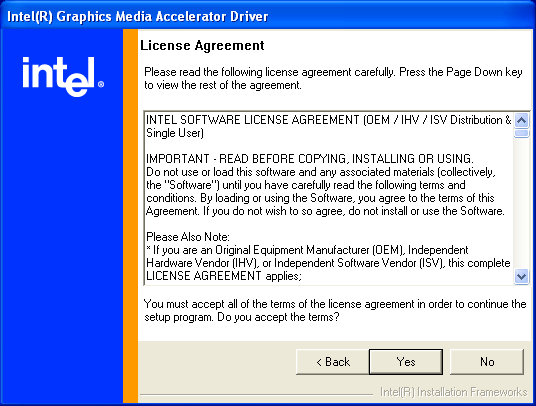 Intel(R) Graphics Media Accelerator Driver
intel®
License Agreement
Please read the following license agreement carefully. Press the Page Down key
to view the rest of the agreement.
INTEL SOFTWARE LICENSE AGREEMENT (OEM / IHV / ISV Distribution &
Single User)
IMPORTANT - READ BEFORE COPYING, INSTALLING OR USING.
Do not use or load this software and any associated materials (collectively,
the "Software") until you have carefully read the following terms and
conditions. By loading or using the Software, you agree to the terms of this
Agreement. If you do not wish to so agree, do not install or use the Software.
Please Also Note:
* If you are an Original Equipment Manufacturer (OEM), Independent
Hardware Vendor (IHV), or Independent Software Vendor (ISV), this complete
LICENSE AGREEMENT applies;
You must accept all of the terms of the license agreement in order to continue the
setup program. Do you accept the terms?
< Back Yes No
Intel(R) Installation Frameworks